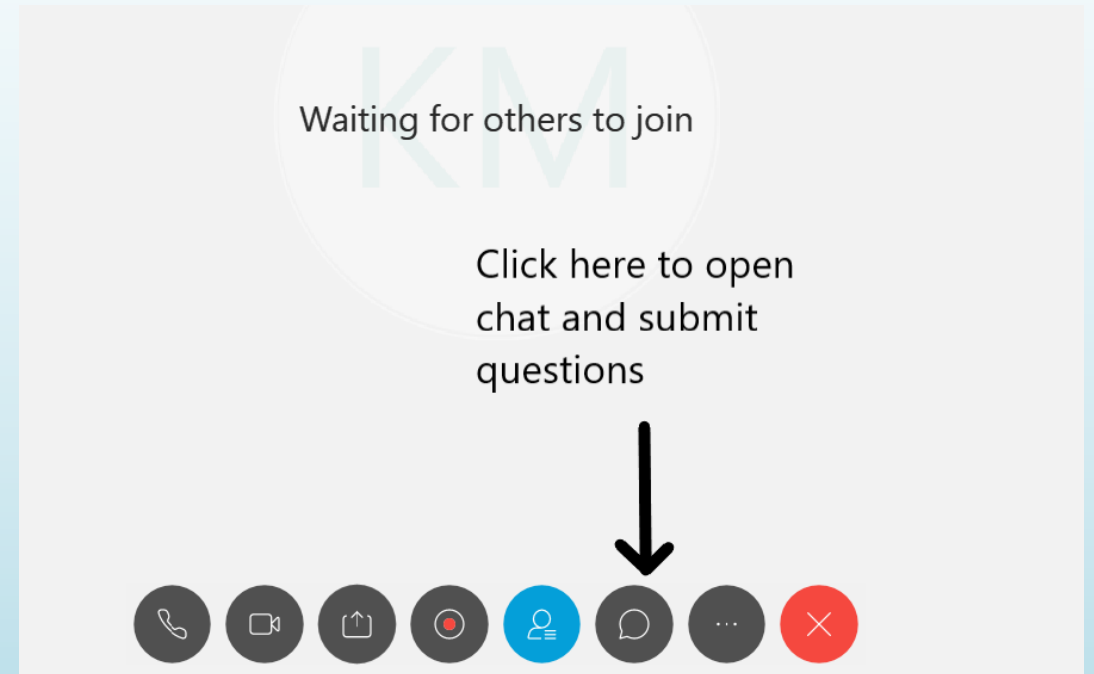 KM
Waiting for others to join
Click here to open
chat and submit
questions